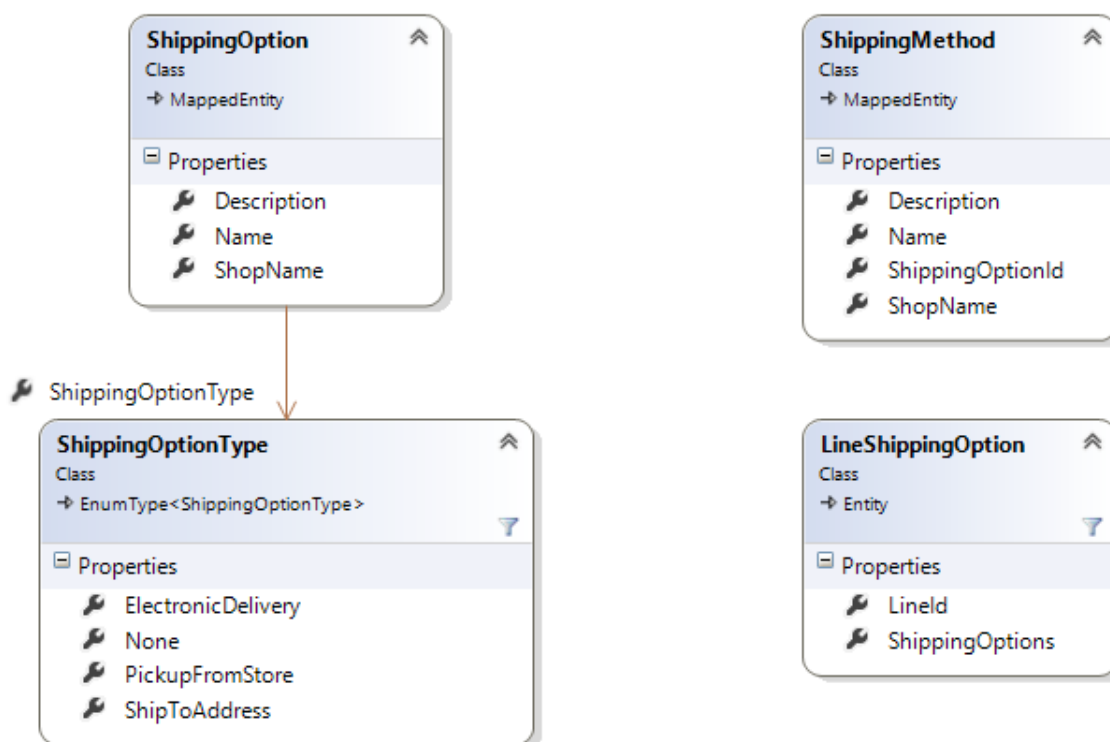 ShippingOption
Class
MappedEntity
Properties
Description
Name
ShopName
ShippingOptionType
ShippingOptionType
Class
EnumType<ShippingOptionType>
Properties
ElectronicDelivery
None
PickupFromStore
ShipToAddress
ShippingMethod
Class
MappedEntity
Properties
Description
Name
ShippingOptionId
ShopName
LineShippingOption
Class
Entity
Properties
LineId
ShippingOptions